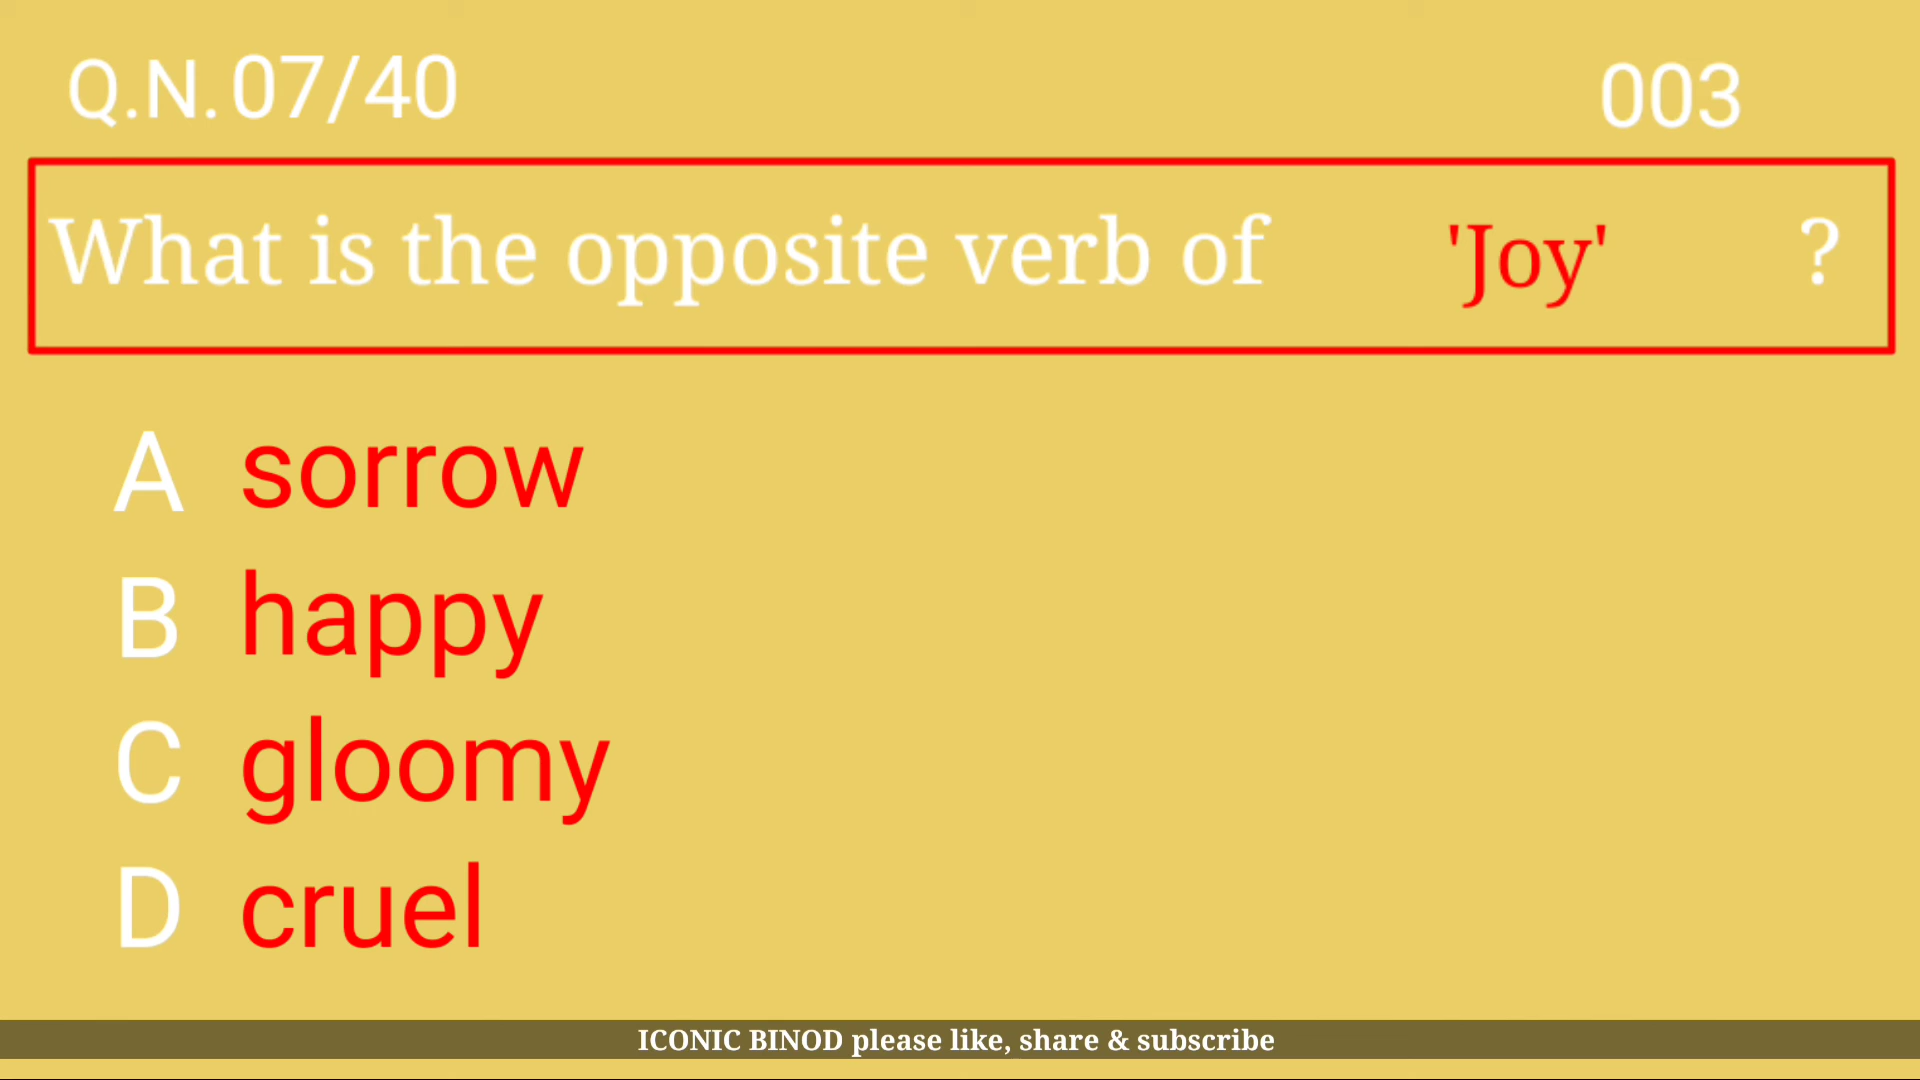 Q.N. 07/40 003
What is the opposite verb of 'Joy' ?
A sorrow
B happy
C gloomy
D cruel
ICONIC BINOD please like, share & subscribe